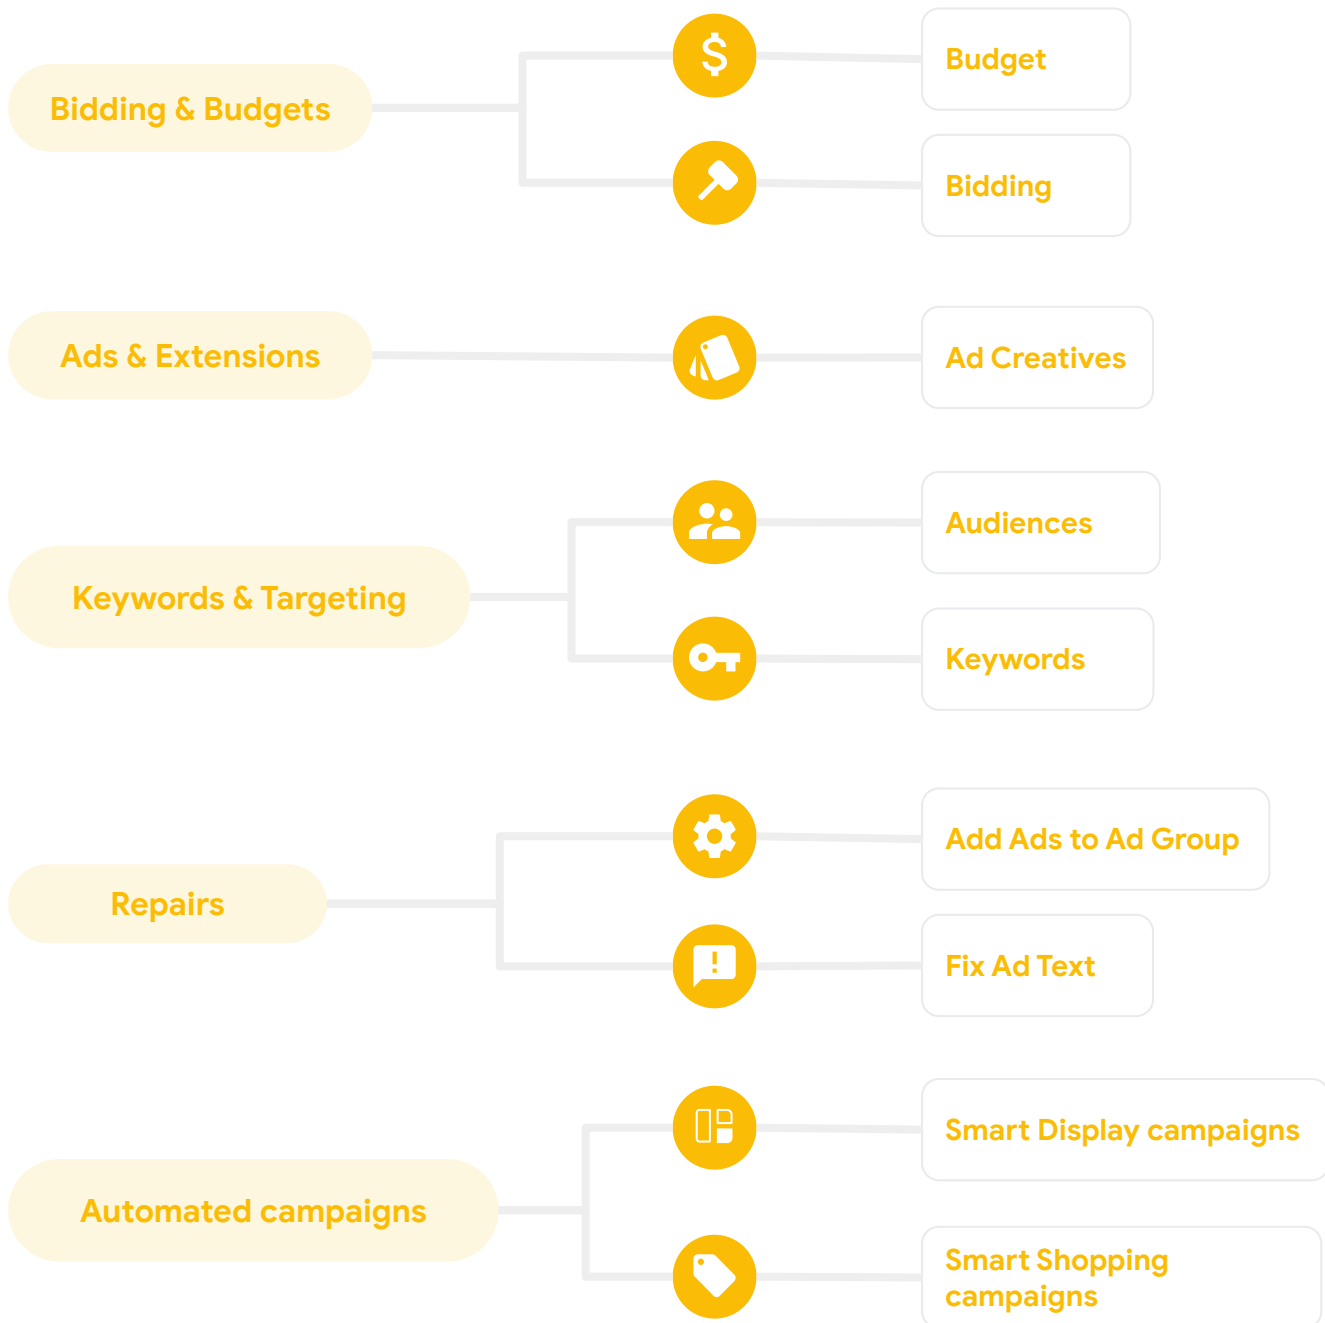 Bidding & Budgets
$
Budget
Bidding
Ads & Extensions
Ad Creatives
Keywords & Targeting
Audiences
Keywords
Repairs
Add Ads to Ad Group
!
Fix Ad Text
Automated campaigns
Smart Display campaigns
Smart Shopping
campaigns